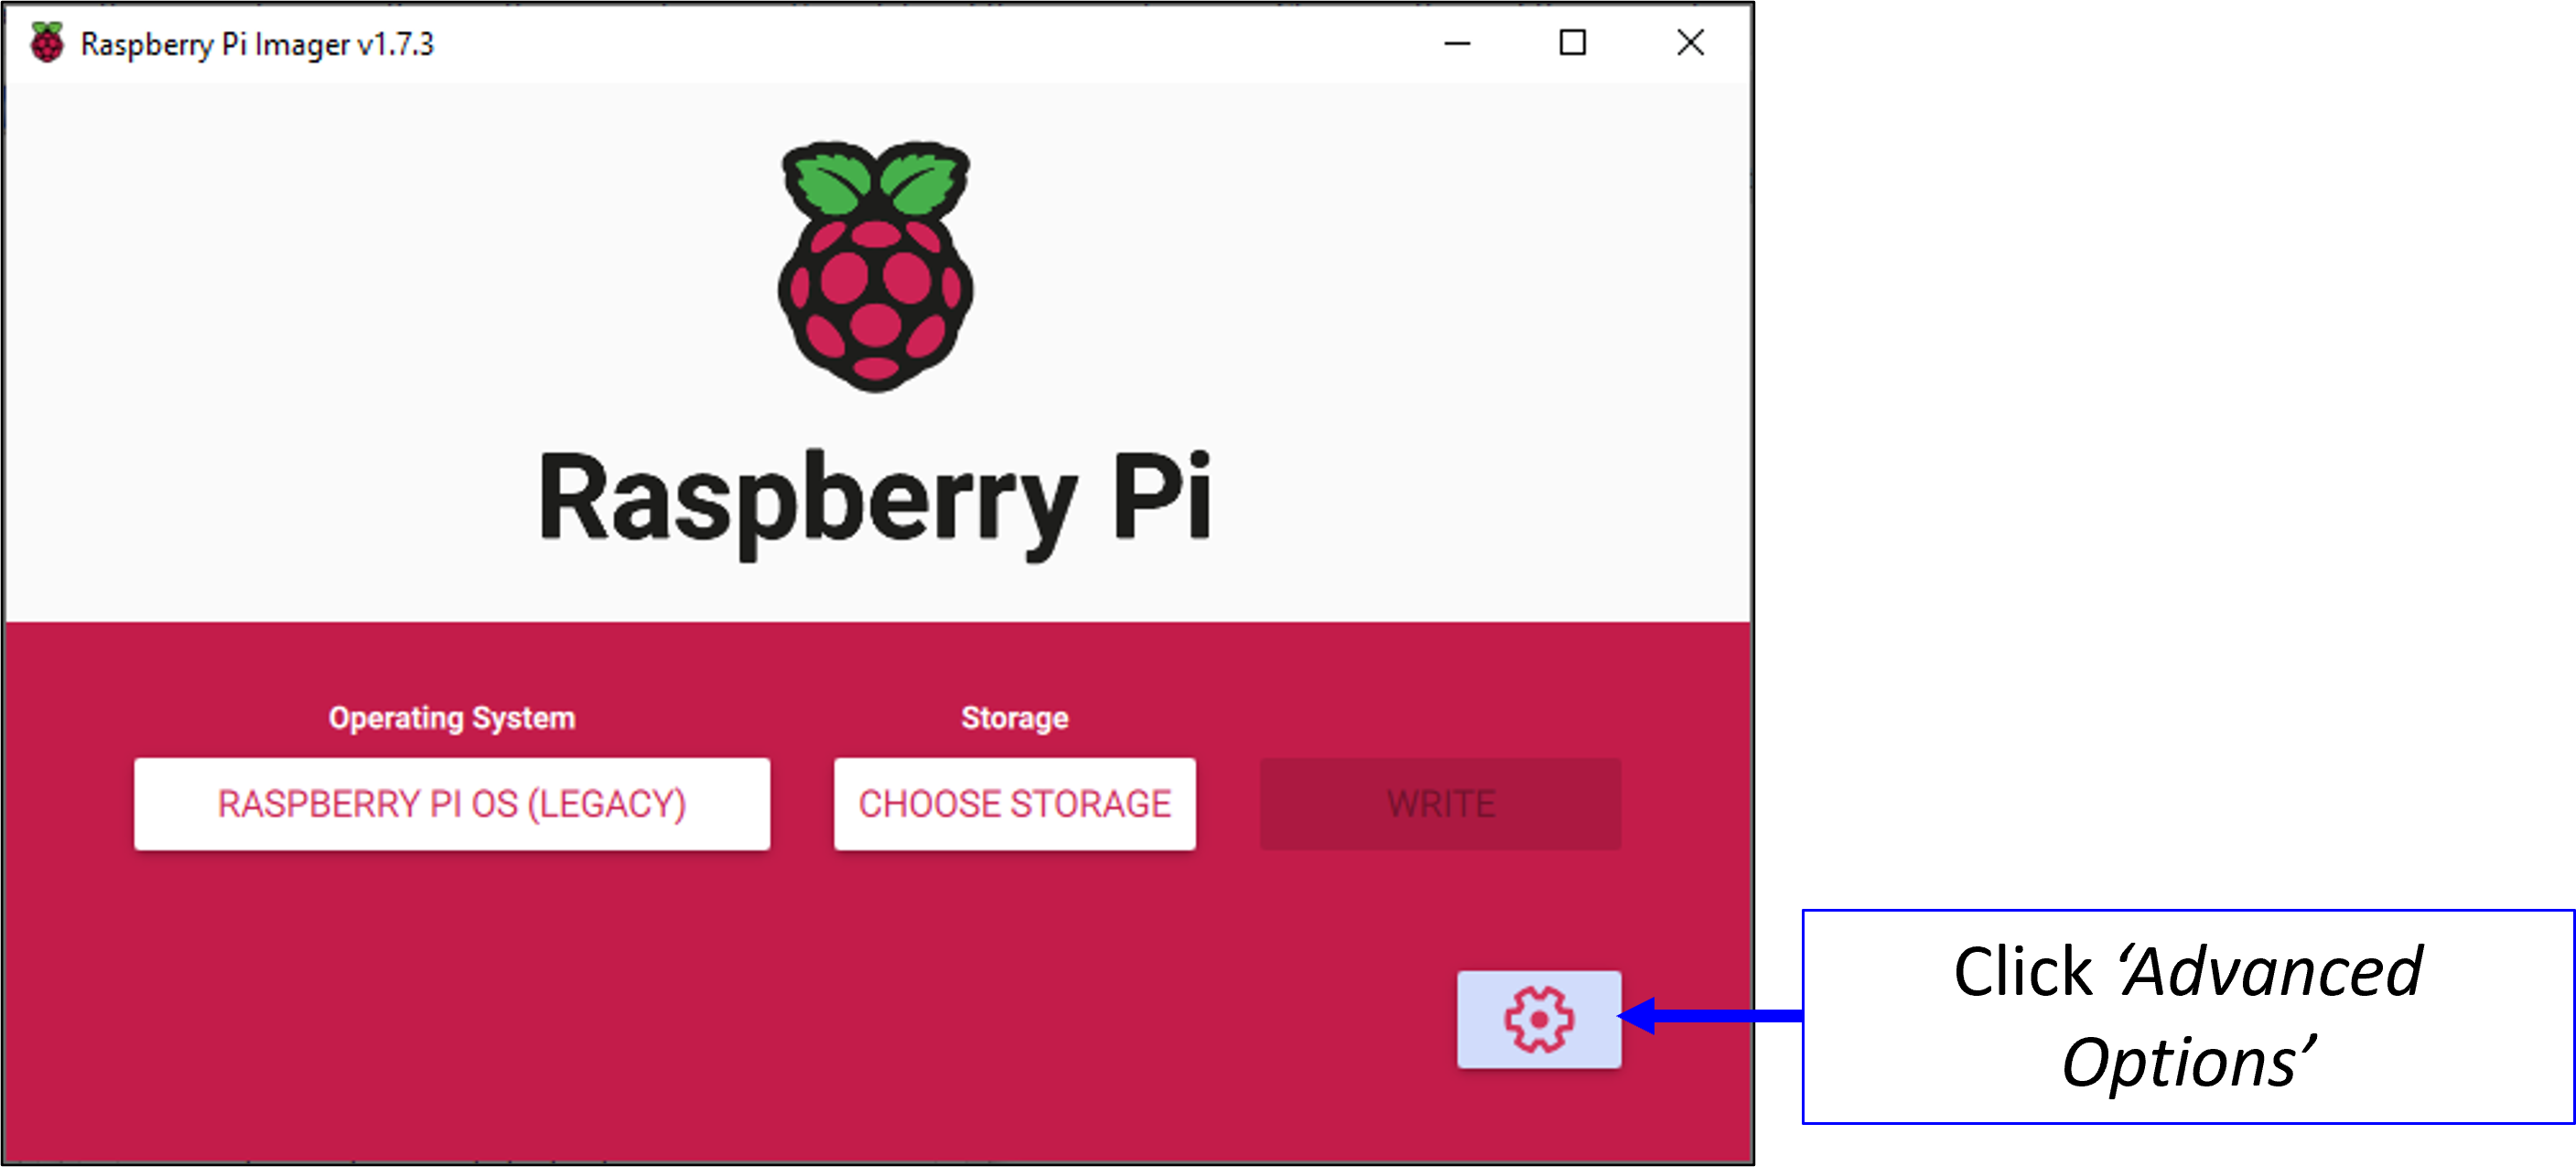 Raspberry Pi Imager v1.7.3
Raspberry Pi
Operating System
Storage
RASPBERRY PI OS (LEGACY)
CHOOSE STORAGE
WRITE
Click ‘Advanced
Options’